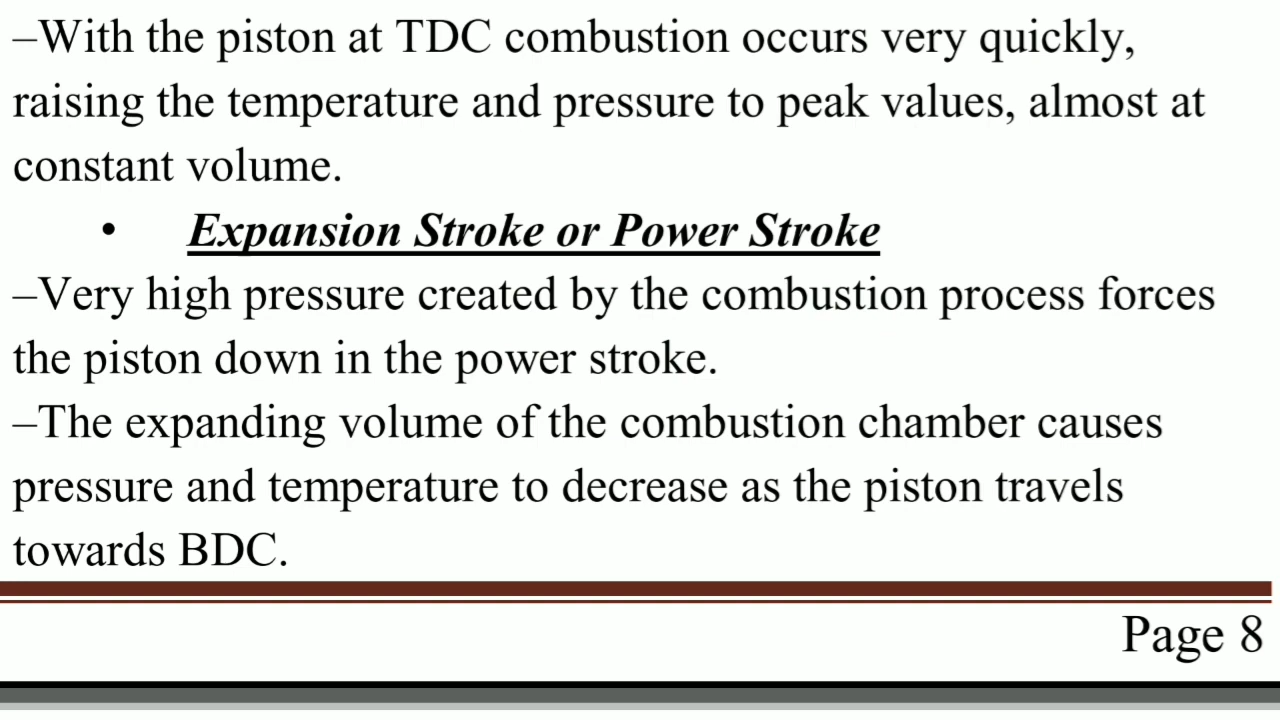 –With the piston at TDC combustion occurs very quickly,
raising the temperature and pressure to peak values, almost at
constant volume.
• Expansion Stroke or Power Stroke
–Very high pressure created by the combustion process forces
the piston down in the power stroke.
–The expanding volume of the combustion chamber causes
pressure and temperature to decrease as the piston travels
towards BDC.
Page 8